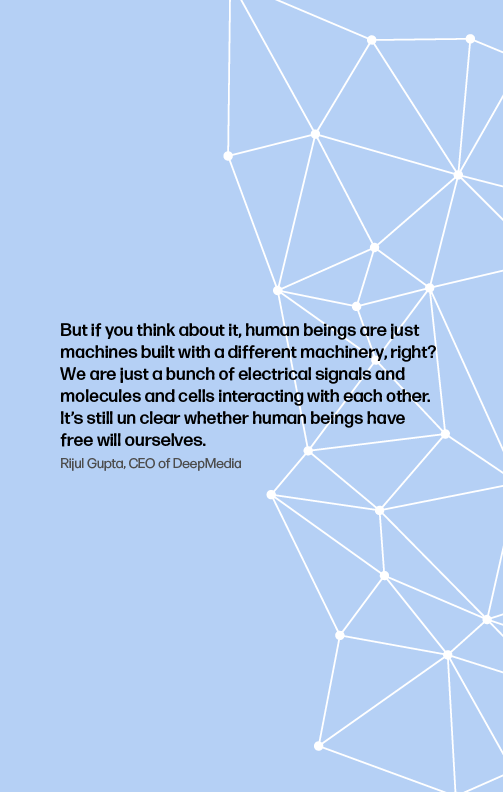 But if you think about it, human beings are just
machines built with a different machinery, right?
We are just a bunch of electrical signals and
molecules and cells interacting with each other.
It's still un clear whether human beings have
free will ourselves.
Rijul Gupta, CEO of DeepMedia